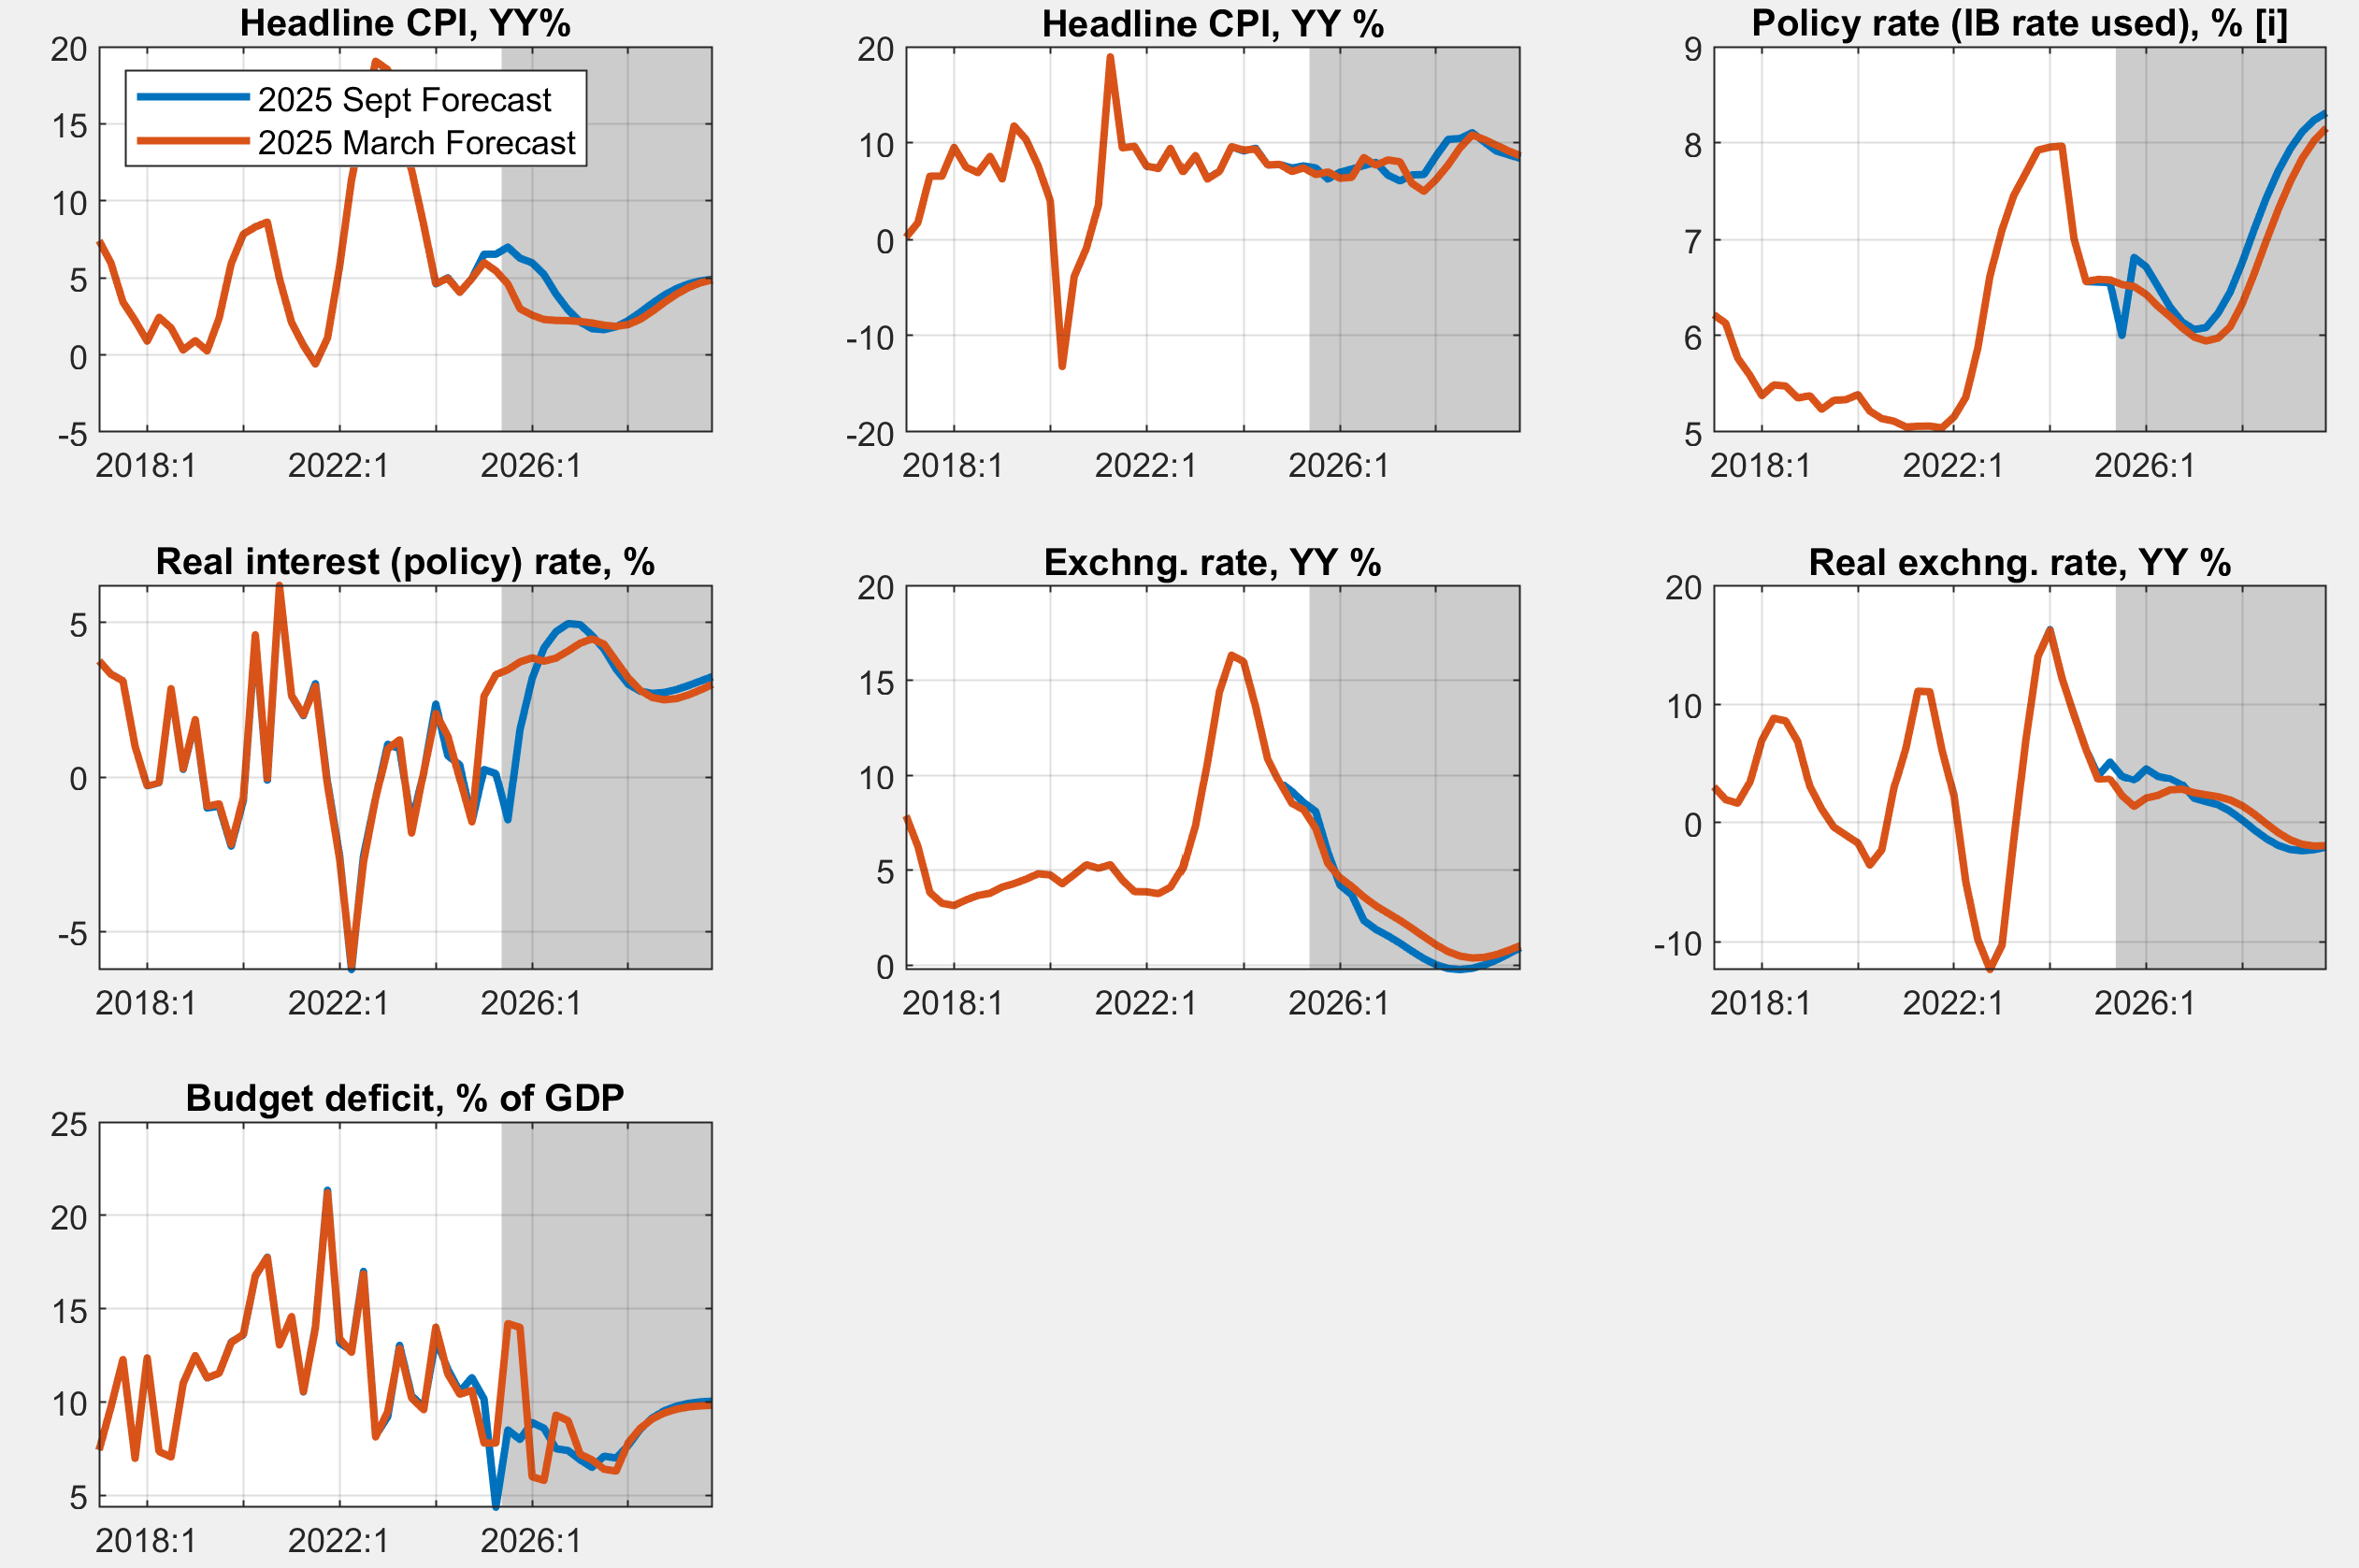 Headline CPI, YY%
20
15
10
5
0
-5
2018:1 2022:1 2026:1
2025 Sept Forecast
2025 March Forecast
Headline CPI, YY %
20
10
0
-10
-20
2018:1 2022:1 2026:1
Policy rate (IB rate used), % [i]
9
8
7
6
5
2018:1 2022:1 2026:1
Real interest (policy) rate, %
5
0
-5
2018:1 2022:1 2026:1
Exchng. rate, YY %
20
15
10
5
0
2018:1 2022:1 2026:1
Real exchng. rate, YY %
20
10
0
-10
2018:1 2022:1 2026:1
Budget deficit, % of GDP
25
20
15
10
5
2018:1 2022:1 2026:1